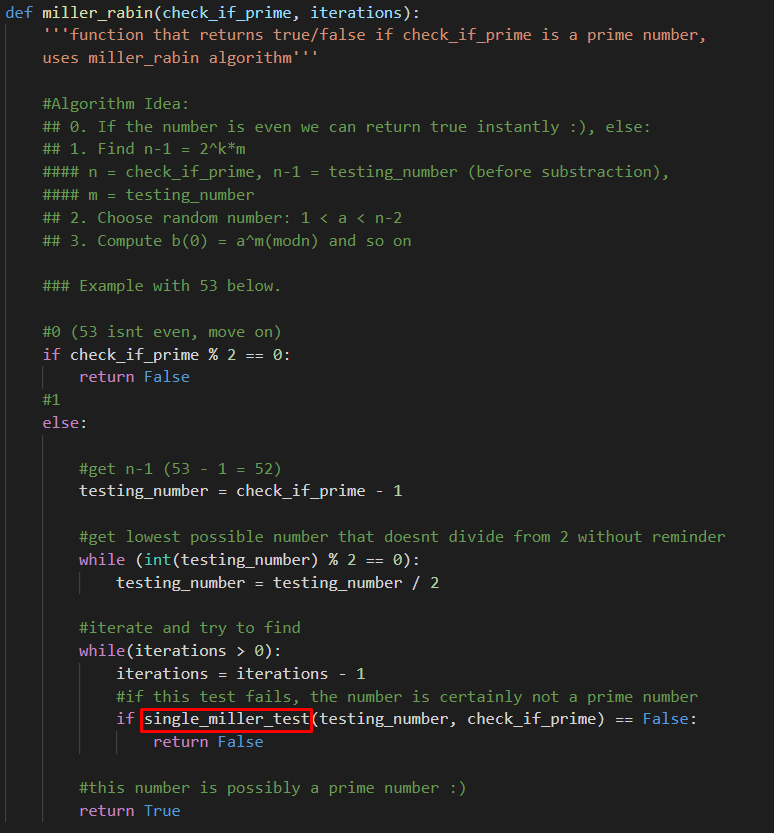 def miller_rabin(check_if_prime, iterations):
    '''function that returns true/false if check_if_prime is a prime number,
    uses miller_rabin algorithm'''

    #Algorithm Idea:
    ## 0. If the number is even we can return true instantly :), else:
    ## 1. Find n-1 = 2^k*m
    #### n = check_if_prime, n-1 = testing_number (before substraction),
    #### m = testing_number
    ## 2. Choose random number: 1 < a < n-2
    ## 3. Compute b(0) = a^m(modn) and so on

    ### Example with 53 below.

    #0 (53 isnt even, move on)
    if check_if_prime % 2 == 0:
        return False
    #1
    else:

        #get n-1 (53 - 1 = 52)
        testing_number = check_if_prime - 1

        #get lowest possible number that doesnt divide from 2 without reminder
        while (int(testing_number) % 2 == 0):
            testing_number = testing_number / 2

        #iterate and try to find
        while(iterations > 0):
            iterations = iterations - 1
            #if this test fails, the number is certainly not a prime number
            if single_miller_test(testing_number, check_if_prime) == False:
                return False

        #this number is possibly a prime number :)
        return True